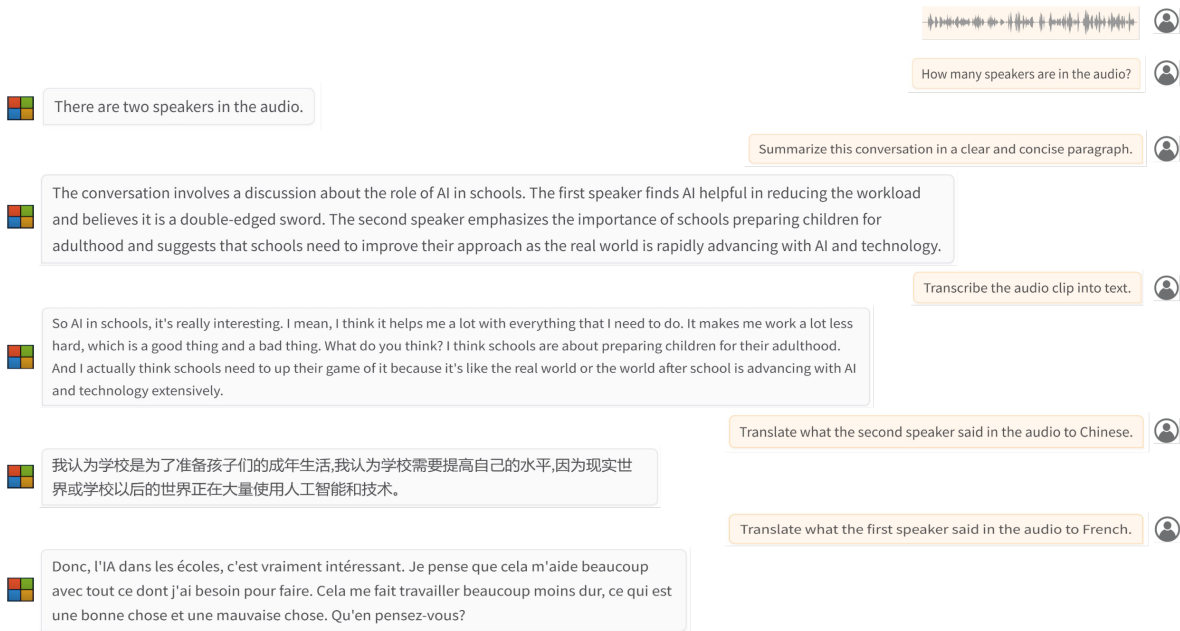 How many speakers are in the audio?
There are two speakers in the audio.
Summarize this conversation in a clear and concise paragraph.
The conversation involves a discussion about the role of AI in schools. The first speaker finds AI helpful in reducing the workload
and believes it is a double-edged sword. The second speaker emphasizes the importance of schools preparing children for
adulthood and suggests that schools need to improve their approach as the real world is rapidly advancing with AI and technology.
Transcribe the audio clip into text.
So AI in schools, it's really interesting. I mean, I think it helps me a lot with everything that I need to do. It makes me work a lot less
hard, which is a good thing and a bad thing. What do you think? I think schools are about preparing children for their adulthood.
And I actually think schools need to up their game of it because it's like the real world or the world after school is advancing with AI
and technology extensively.
Translate what the second speaker said in the audio to Chinese.
我认为学校是为了准备孩子们的成年生活,我认为学校需要提高自己的水平,因为现实世
界或学校以后的世界正在大量使用人工智能和技术。
Translate what the first speaker said in the audio to French.
Donc, l'IA dans les écoles, c'est vraiment intéressant. Je pense que cela m'aide beaucoup
avec tout ce dont j'ai besoin pour faire. Cela me fait travailler beaucoup moins dur, ce qui est
une bonne chose et une mauvaise chose. Qu'en pensez-vous?